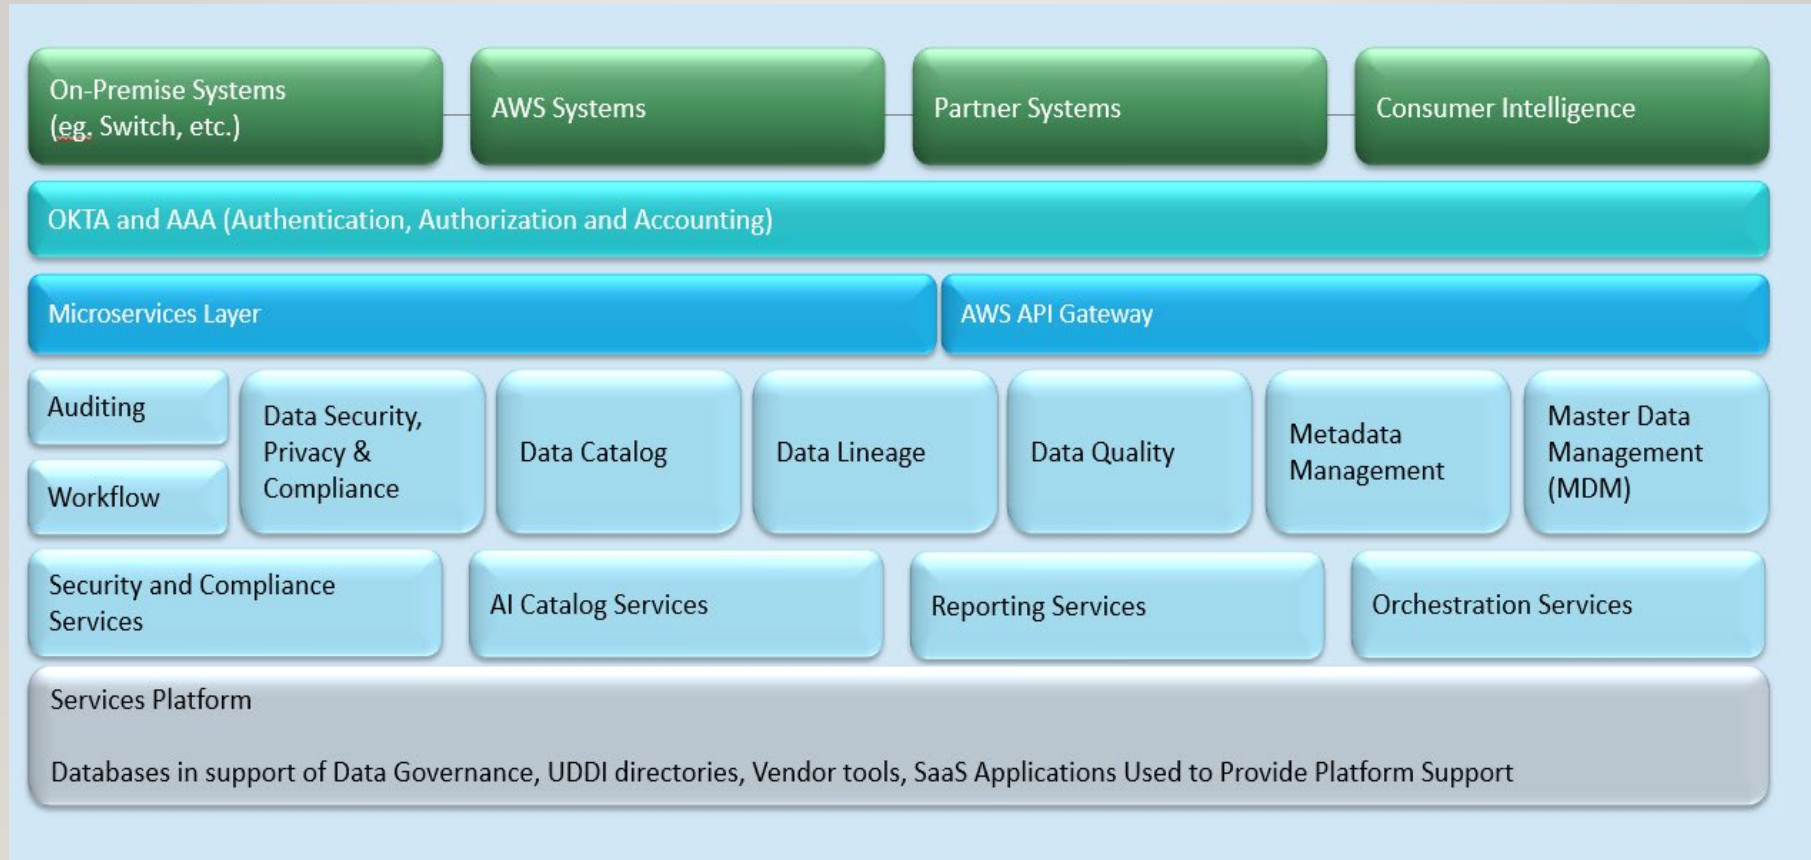 On-Premise Systems
(eg. Switch, etc.)
AWS Systems
Partner Systems
Consumer Intelligence
OKTA and AAA (Authentication, Authorization and Accounting)
Microservices Layer
AWS API Gateway
Auditing
Workflow
Data Security,
Privacy &
Compliance
Data Catalog
Data Lineage
Data Quality
Metadata
Management
Master Data
Management
(MDM)
Security and Compliance
Services
AI Catalog Services
Reporting Services
Orchestration Services
Services Platform
Databases in support of Data Governance, UDDI directories, Vendor tools, SaaS Applications Used to Provide Platform Support